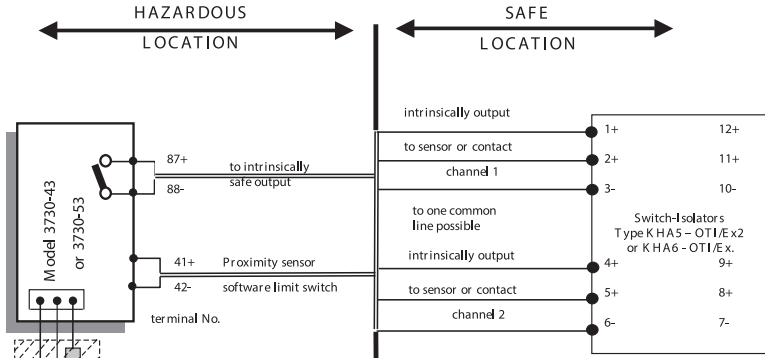 HAZARDOUS
LOCATION
SAFE
LOCATION
Model 3730-43
or 3730-53
87+
88-
to intrinsically
safe output
41+
42-
Proximity sensor
software limit switch
terminal No.
intrinsically output
to sensor or contact
channel 1
to one common
line possible
intrinsically output
to sensor or contact
channel 2
1+
12+
2+
11+
3-
10-
Switch-Isolators
Type KHA5 – OTI/Ex2
or KHA6 - OTI/Ex.
4+
9+
5+
8+
6-
7-